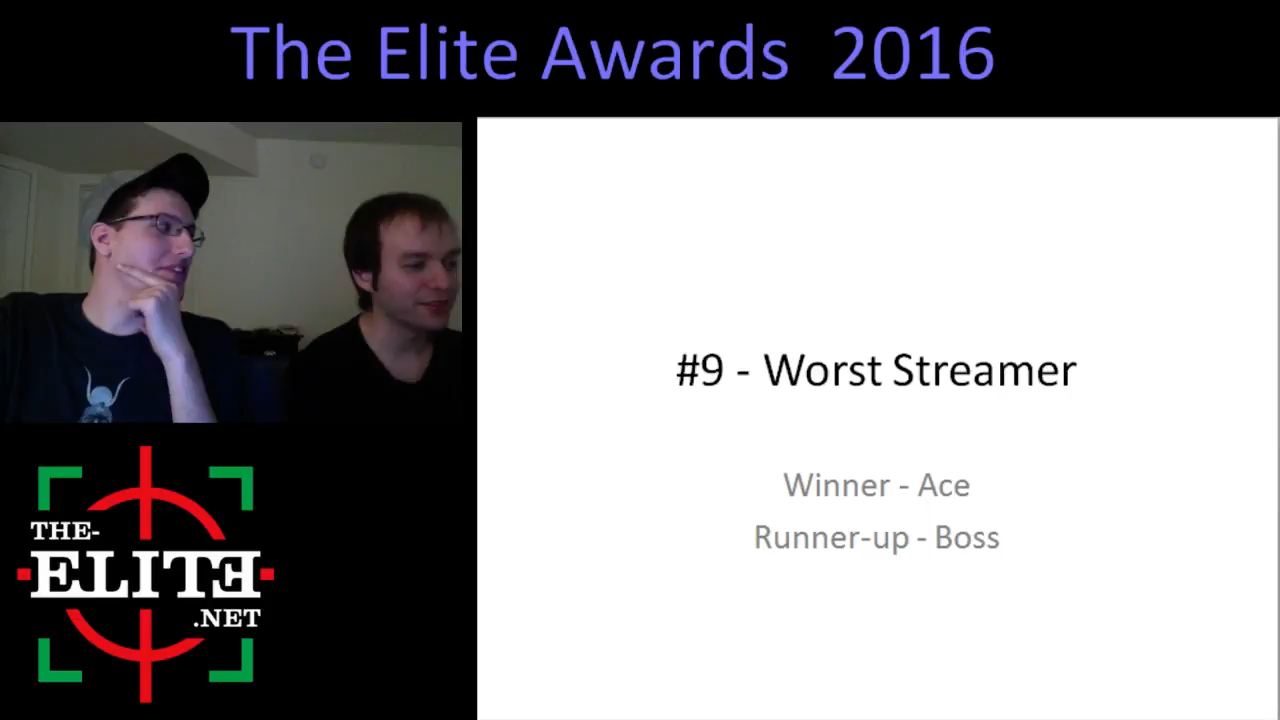 The Elite Awards 2016
#9 - Worst Streamer
Winner - Ace
Runner-up - Boss
THE-
ELITE
.NET